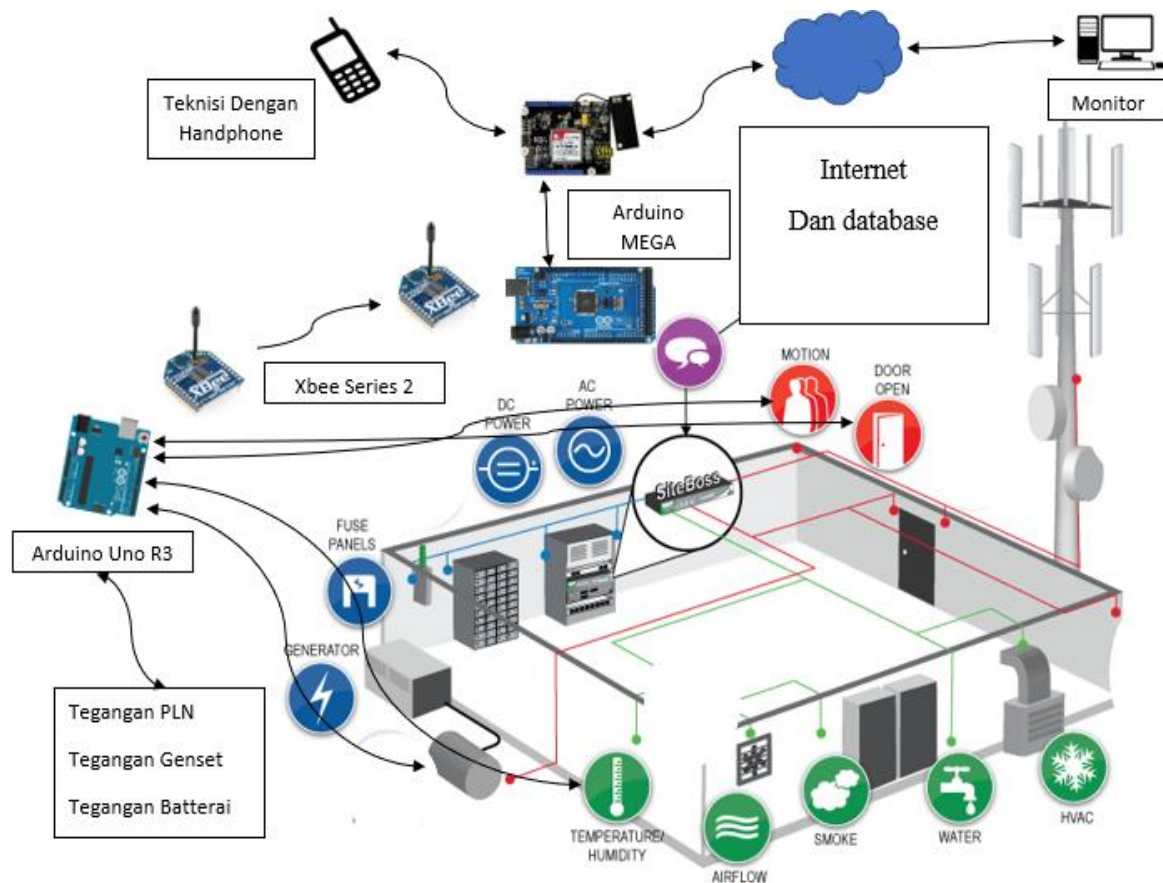 Teknisi Dengan
Handphone
Monitor
Internet
Dan database
Arduino
MEGA
XBee
XBee
Xbee Series 2
MOTION
DOOR
OPEN
AC
POWER
DC
POWER
SiteBoss
FUSE
PANELS
Arduino Uno R3
GENERATOR
Tegangan PLN
Tegangan Genset
Tegangan Batterai
TEMPERATURE/
HUMIDITY
AIRFLOW
SMOKE
WATER
HVAC